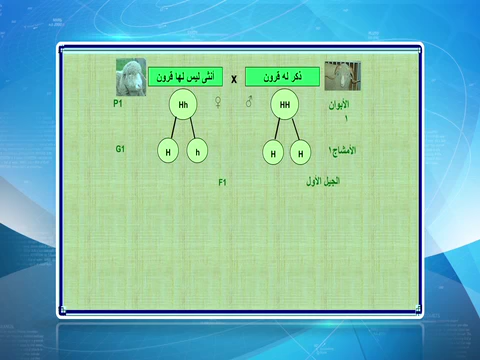 ذكر له قرون x أنثى ليس لها قرون
الأبوان ١ HH ♂ ♀ Hh P1
الأمشاج١ H H h H G1
الجيل الأول F1